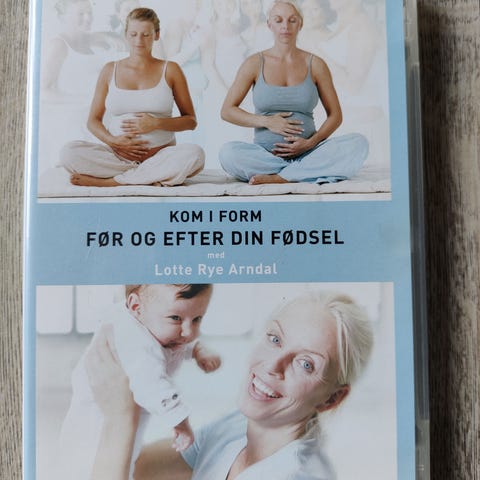 KOM I FORM
FØR OG EFTER DIN FØDSEL
med
Lotte Rye Arndal